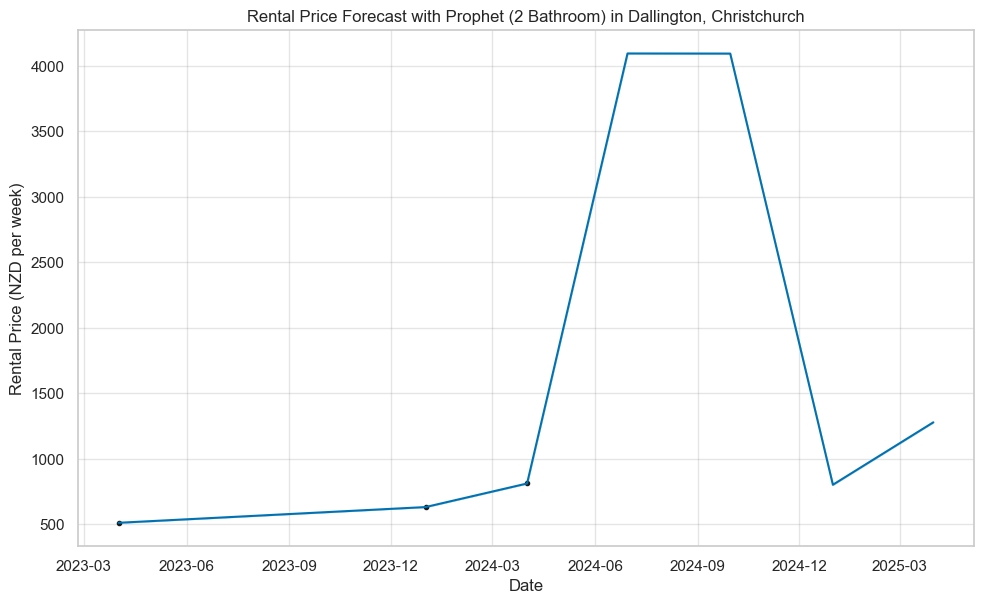 Rental Price Forecast with Prophet (2 Bathroom) in Dallington, Christchurch
Rental Price (NZD per week)
4000
3500
3000
2500
2000
1500
1000
500
2023-03 2023-06 2023-09 2023-12 2024-03 2024-06 2024-09 2024-12 2025-03
Date